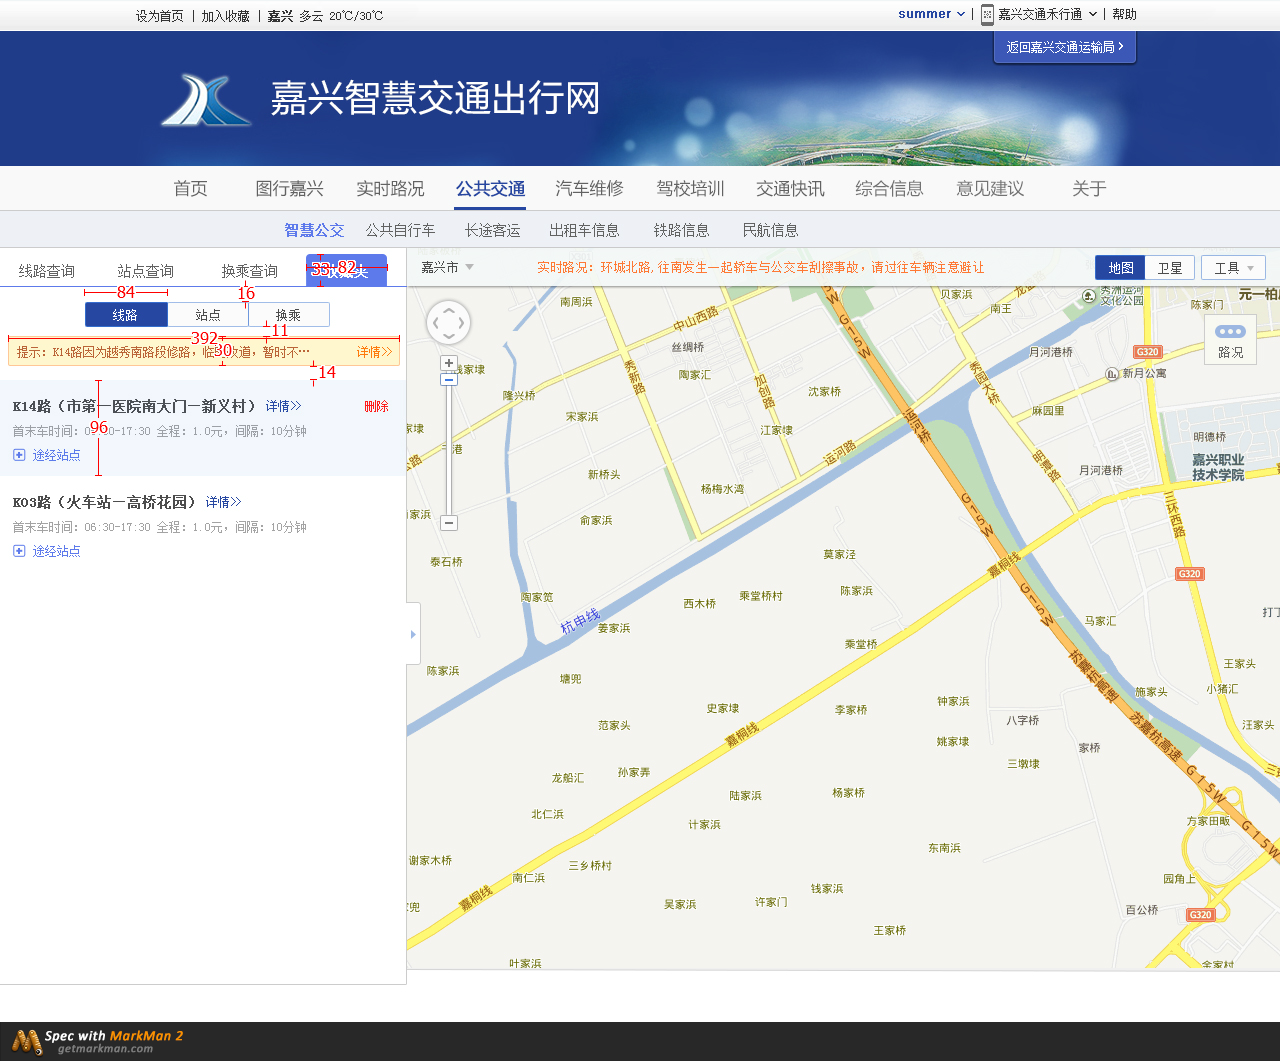 设为首页 | 加入收藏 | 嘉兴 多云 20℃/30℃
summer | 嘉兴交通禾行通 | 帮助
返回嘉兴交通运输局
嘉兴智慧交通出行网
首页 图行嘉兴 实时路况 公共交通 汽车维修 驾校培训 交通快讯 综合信息 意见建议 关于
智慧公交 公共自行车 长途客运 出租车信息 铁路信息 民航信息
线路查询 站点查询 换乘查询
33 82
84
16
线路 站点 换乘
11
392
30
提示：K14路因为越秀南路段修路，临 改道，暂时不… 详情>>
14
K14路（市第一医院南大门—新义村） 详情>> 删除
96
首末车时间：0 0-17:30 全程：1.0元，间隔：10分钟
途经站点
K03路（火车站—高桥花园） 详情>>
首末车时间：06:30-17:30 全程：1.0元，间隔：10分钟
途经站点
嘉兴市
实时路况：环城北路，往南发生一起轿车与公交车刮擦事故，请过往车辆注意避让
地图 卫星 工具
路况
南周浜
中山西路
丝绸桥
陶家汇
秀新路
加创路
沈家桥
隆兴桥
宋家浜
江家埭
新桥头
杨梅水湾
俞家浜
运河路
运河桥
G15W
贝家浜
南王
秀洲运河
文化公园
陈家门
元一柏
月河港桥
G320
新月公寓
秀园大桥
麻园里
明景路
月河港桥
明德桥
嘉兴职业
技术学院
三环西路
G15W
嘉桐线
G320
泰石桥
陶家笕
杭申线
姜家浜
西木桥
乘堂桥村
莫家泾
陈家浜
乘堂桥
G15W
马家汇
苏嘉杭高速
王家头
小猪汇
施家头
汪家头
陈家浜
塘兜
范家头
史家埭
嘉桐线
李家桥
钟家浜
姚家埭
八字桥
家桥
三墩埭
苏嘉杭高速
G15W
龙船汇
孙家弄
北仁浜
陆家浜
计家浜
杨家桥
方家田畈
G15W
谢家木桥
三乡桥村
南仁浜
嘉桐线
吴家浜
许家门
钱家浜
东南浜
园角上
百公桥
G320
王家桥
叶家浜
金家村
Spec with MarkMan 2
getmarkman.com